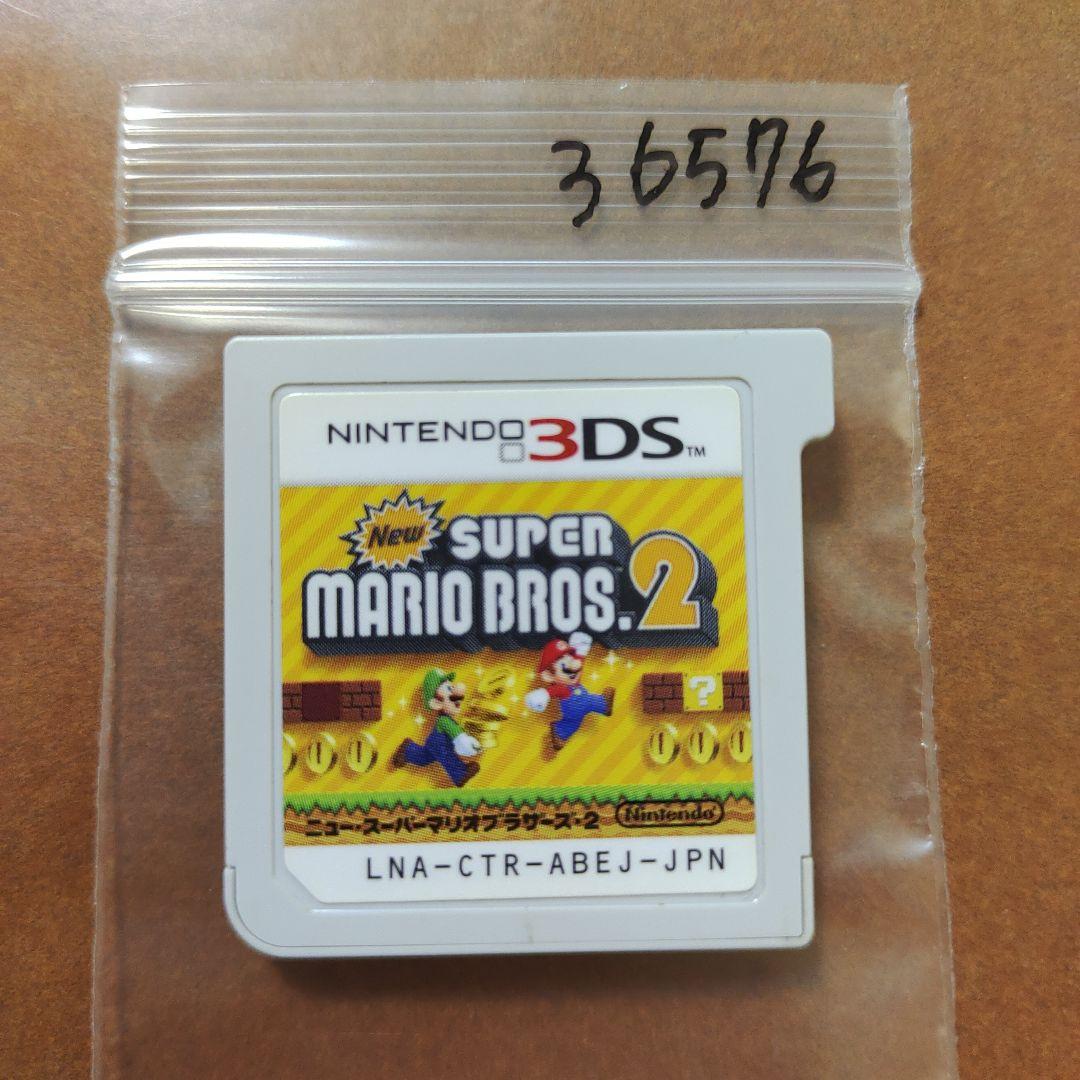 36576
NINTENDO 3DS™
New SUPER
MARIO BROS. 2
?
ニュー・スーパーマリオブラザーズ・2 Nintendo
LNA-CTR-ABEJ-JPN